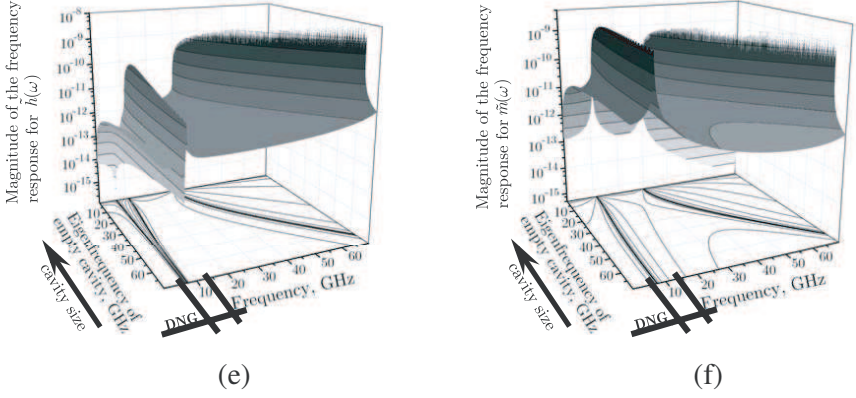 Magnitude of the frequency
response for h̃(ω)
10⁻⁸
10⁻⁹
10⁻¹⁰
10⁻¹¹
10⁻¹²
10⁻¹³
10⁻¹⁴
10⁻¹⁵
10
20
30
40
50
60
Eigenfrequency of
empty cavity, GHz
cavity size
10
20
30
40
50
60
Frequency, GHz
DNG
(e)
Magnitude of the frequency
response for m̃(ω)
10⁻⁸
10⁻⁹
10⁻¹⁰
10⁻¹¹
10⁻¹²
10⁻¹³
10⁻¹⁴
10⁻¹⁵
10
20
30
40
50
60
Eigenfrequency of
empty cavity, GHz
cavity size
10
20
30
40
50
60
Frequency, GHz
DNG
(f)